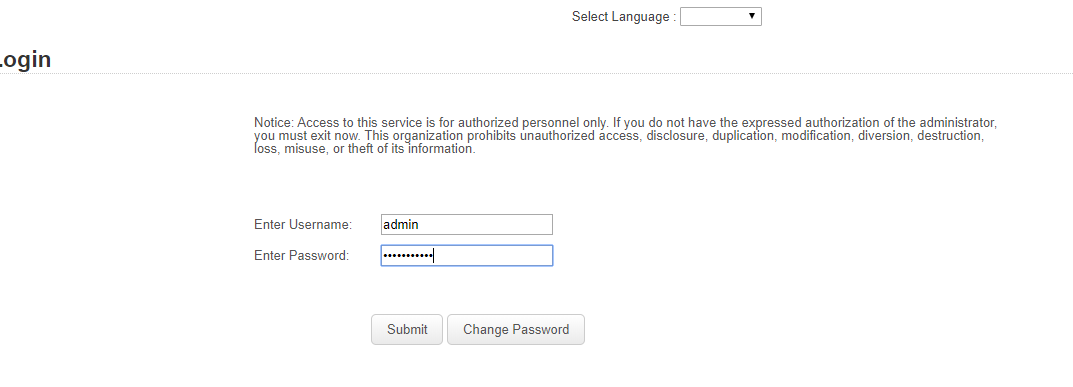 Select Language :
Login
Notice: Access to this service is for authorized personnel only. If you do not have the expressed authorization of the administrator,
you must exit now. This organization prohibits unauthorized access, disclosure, duplication, modification, diversion, destruction,
loss, misuse, or theft of its information.
Enter Username: admin
Enter Password: •••••••••••
Submit Change Password